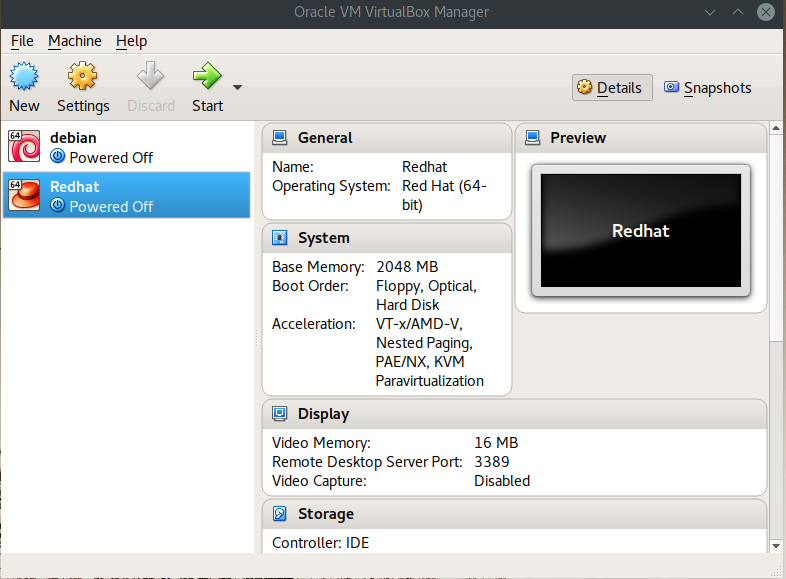 Oracle VM VirtualBox Manager
File Machine Help
New Settings Discard Start Details Snapshots
64
debian
Powered Off
64
Redhat
Powered Off
General
Name: Redhat
Operating System: Red Hat (64-
bit)
System
Base Memory: 2048 MB
Boot Order: Floppy, Optical,
Hard Disk
Acceleration: VT-x/AMD-V,
Nested Paging,
PAE/NX, KVM
Paravirtualization
Preview
Redhat
Display
Video Memory: 16 MB
Remote Desktop Server Port: 3389
Video Capture: Disabled
Storage
Controller: IDE